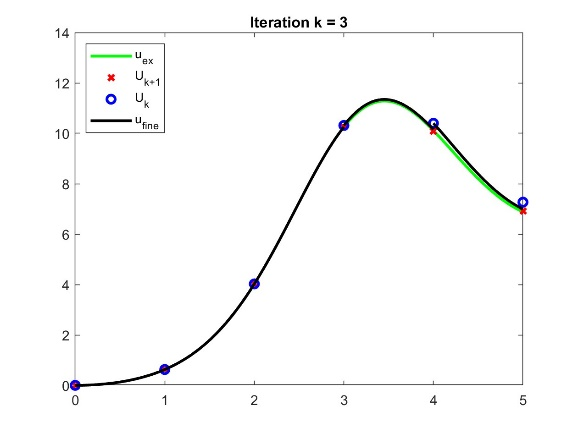 Iteration k = 3
14
12
10
8
6
4
2
0
u_ex
U_k+1
U_k
u_fine
0 1 2 3 4 5